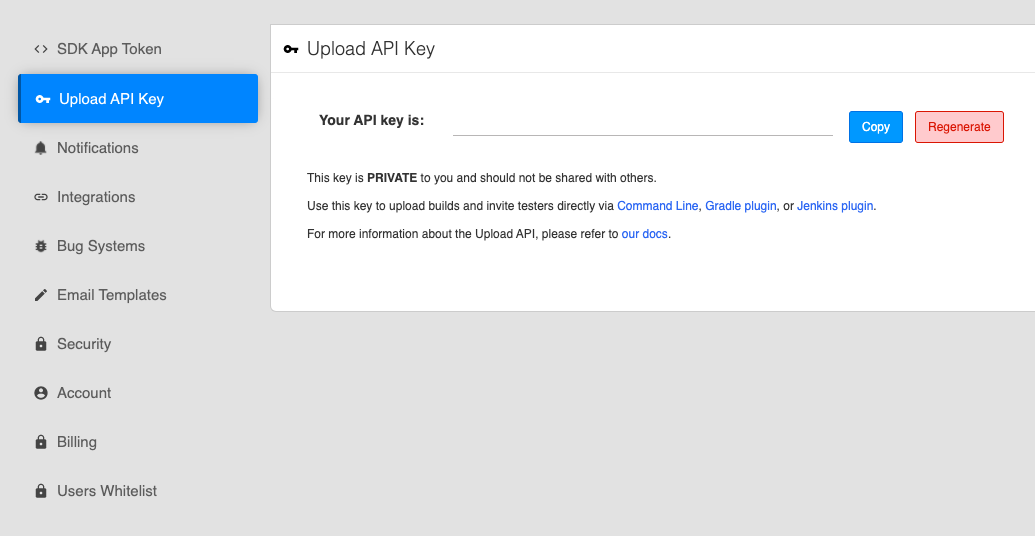 SDK App Token
Upload API Key
Notifications
Integrations
Bug Systems
Email Templates
Security
Account
Billing
Users Whitelist
Upload API Key
Your API key is:
Copy
Regenerate
This key is PRIVATE to you and should not be shared with others.
Use this key to upload builds and invite testers directly via Command Line, Gradle plugin, or Jenkins plugin.
For more information about the Upload API, please refer to our docs.